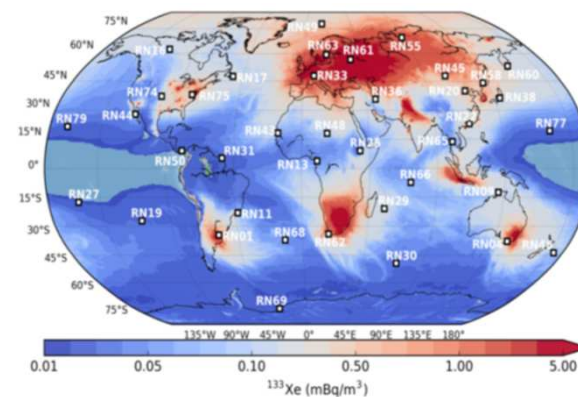 75°N
60°N
45°N
30°N
15°N
0°
15°S
30°S
45°S
60°S
75°S
RN49
RN63 RN61 RN55
RN33
RN17
RN45
RN58 RN60
RN74 RN75
RN36
RN20
RN38
RN79
RN44
RN43 RN48
RN77
RN50 RN31
RN13
RN28
RN65
RN66
RN27
RN19
RN11
RN29
RN01
RN68
RN62
RN30
RN69
135°W 90°W 45°W 0° 45°E 90°E 135°E 180°
0.01 0.05 0.10 0.50 1.00 5.00
¹³³Xe (mBq/m³)